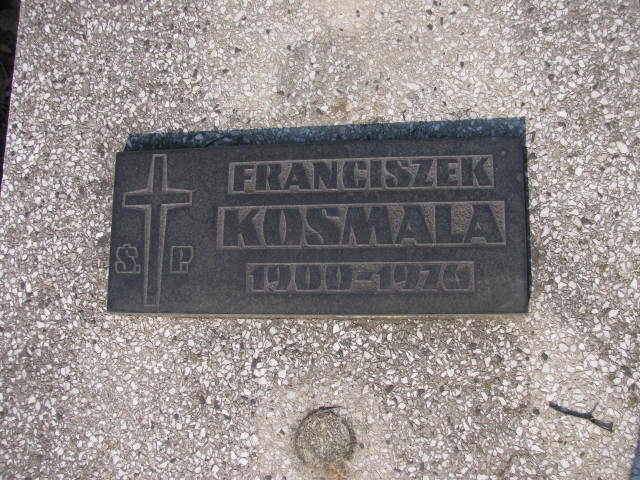 FRANCISZEK
KOSMALA
Ś. P.
1900-1976